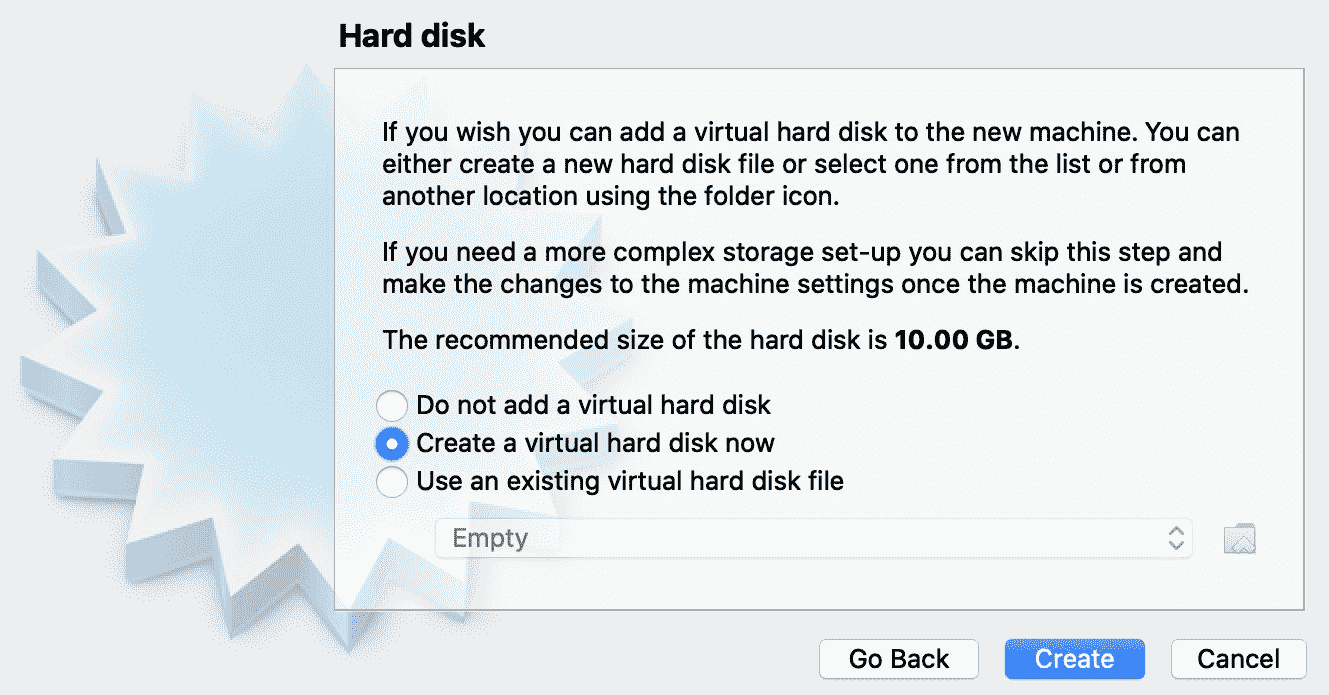 Hard disk
If you wish you can add a virtual hard disk to the new machine. You can
either create a new hard disk file or select one from the list or from
another location using the folder icon.
If you need a more complex storage set-up you can skip this step and
make the changes to the machine settings once the machine is created.
The recommended size of the hard disk is 10.00 GB.
Do not add a virtual hard disk
Create a virtual hard disk now
Use an existing virtual hard disk file
Empty
Go Back
Create
Cancel